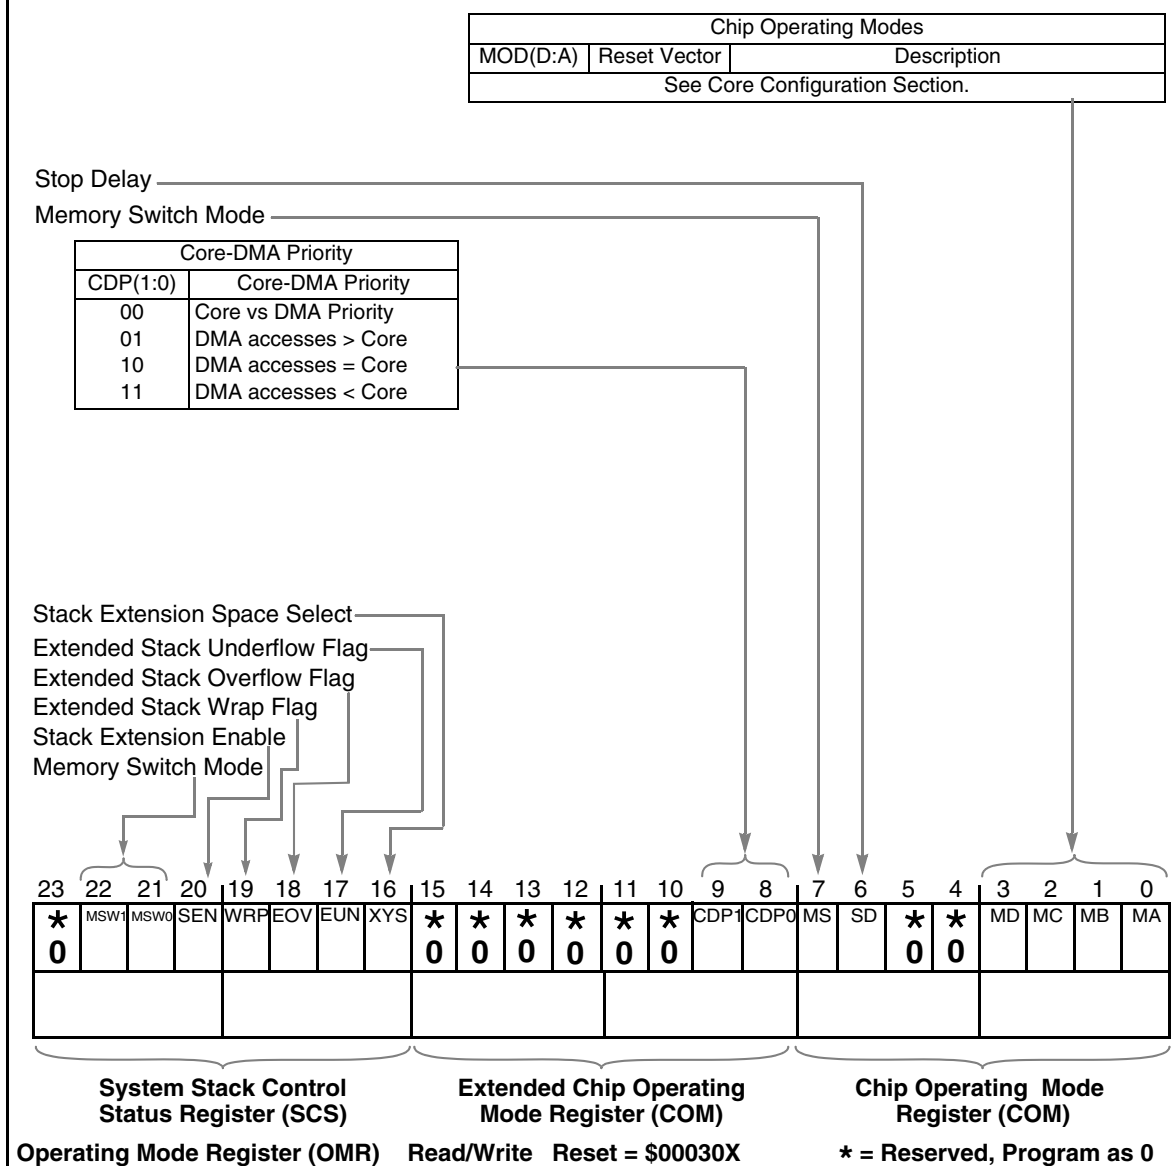 Chip Operating Modes
MOD(D:A) Reset Vector Description
See Core Configuration Section.
Stop Delay
Memory Switch Mode
Core-DMA Priority
CDP(1:0) Core-DMA Priority
00 Core vs DMA Priority
01 DMA accesses > Core
10 DMA accesses = Core
11 DMA accesses < Core
Stack Extension Space Select
Extended Stack Underflow Flag
Extended Stack Overflow Flag
Extended Stack Wrap Flag
Stack Extension Enable
Memory Switch Mode
23 22 21 20 19 18 17 16 15 14 13 12 11 10 9 8 7 6 5 4 3 2 1 0
* MSW1 MSW0 SEN WRP EOV EUN XYS * * * * * * CDP1 CDP0 MS SD * * MD MC MB MA
0 0 0 0 0 0 0 0 0
System Stack Control Extended Chip Operating Chip Operating Mode
Status Register (SCS) Mode Register (COM) Register (COM)
Operating Mode Register (OMR) Read/Write Reset = $00030X * = Reserved, Program as 0